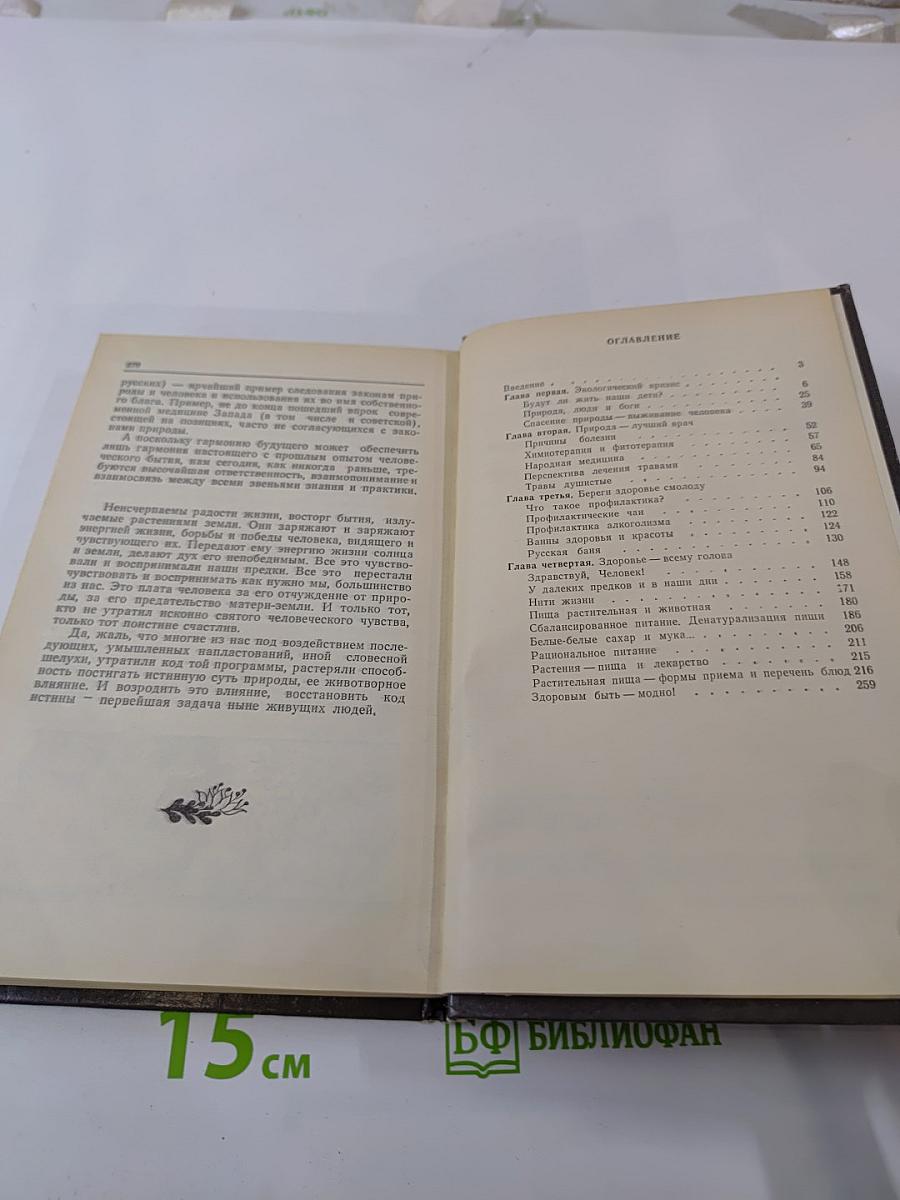 270
русских) — ярчайший пример следования законам при-
роды и человека и использования их во имя собственно-
го блага. Пример, не до конца пошедший впрок совре-
менной медицине Запада (в том числе и советской),
стоящей на позициях, часто не согласующихся с зако-
нами природы.
А поскольку гармонию будущего может обеспечить
лишь гармония настоящего с прошлым опытом челове-
ческого бытия, нам сегодня, как никогда раньше, тре-
буются высочайшая ответственность, взаимопонимание и
взаимосвязь между всеми звеньями знания и практики.
Неисчерпаемы радости жизни, восторг бытия, излу-
чаемые растениями земли. Они заряжают и заряжают
энергией жизни, борьбы и победы человека, видящего и
чувствующего их. Передают ему энергию жизни солнца
и земли, делают дух его непобедимым. Все это чувство-
вали и воспринимали наши предки. Все это перестали
чувствовать и воспринимать как нужно мы, большинство
из нас. Это плата человека за его отчуждение от приро-
ды, за его предательство матери-земли. И только тот,
кто не утратил исконно святого человеческого чувства,
только тот поистине счастлив.
Да, жаль, что многие из нас под воздействием после-
дующих, умышленных напластований, иной словесной
шелухи, утратили код той программы, растеряли способ-
ность постигать истинную суть природы, ее животворное
влияние. И возродить это влияние, восстановить код
истины — первейшая задача ныне живущих людей.
ОГЛАВЛЕНИЕ
Введение . . . . . . . . . . 3
Глава первая. Экологический кризис . . . . . . .
Будут ли жить наши дети? . . . . . . . 6
Природа, люди и боги . . . . . . . 25
Спасение природы — выживание человека . . . . 39
Глава вторая. Природа — лучший врач
Причины болезни . . . . . . . 52
Химиотерапия и фитотерапия . . . . . . 57
Народная медицина . . . . . . . 65
Перспектива лечения травами . . . . . . 84
Травы душистые . . . . . . . 94
Глава третья. Береги здоровье смолоду
Что такое профилактика? . . . . . . . 106
Профилактические чаи . . . . . . . 110
Профилактика алкоголизма . . . . . . 122
Ванны здоровья и красоты . . . . . . 124
Русская баня . . . . . . . 130
Глава четвертая. Здоровье — всему голова
Здравствуй, Человек! . . . . . . . 148
У далеких предков и в наши дни . . . . . . 158
Нити жизни . . . . . . . 171
Пища растительная и животная . . . . . . 180
Сбалансированное питание. Денатурализация пищи 186
Белые-белые сахар и мука... . . . . . . 206
Рациональное питание . . . . . . . 211
Растения — пища и лекарство . . . . . . 215
Растительная пища — формы приема и перечень блюд 216
Здоровым быть — модно! . . . . . . . 259
15 см
БФ БИБЛИОФАН